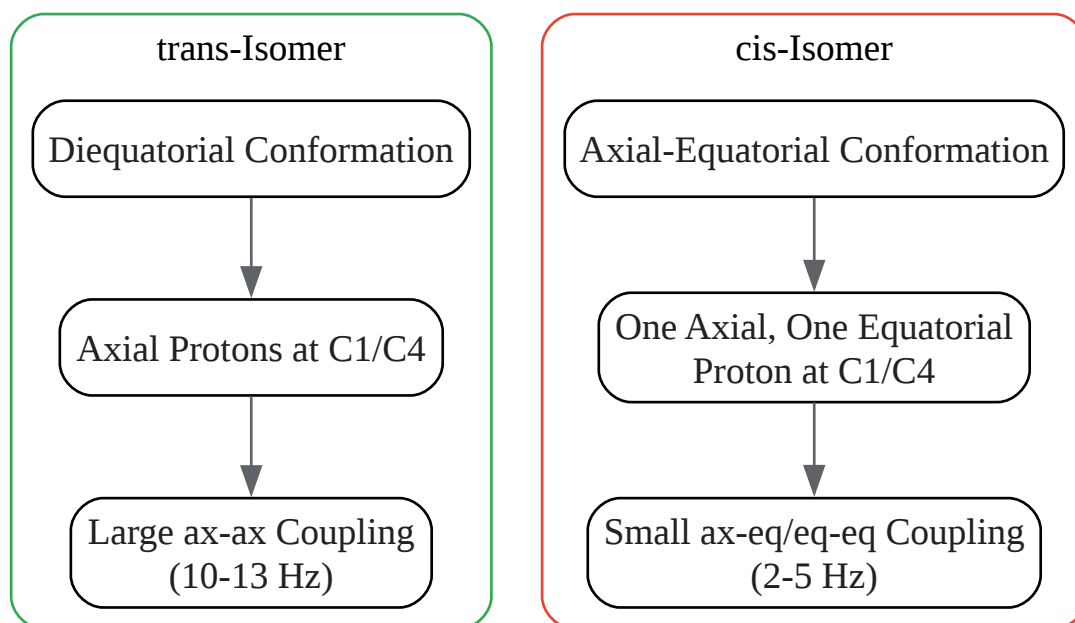 trans-Isomer
Diequatorial Conformation
Axial Protons at C1/C4
Large ax-ax Coupling
(10-13 Hz)
cis-Isomer
Axial-Equatorial Conformation
One Axial, One Equatorial
Proton at C1/C4
Small ax-eq/eq-eq Coupling
(2-5 Hz)